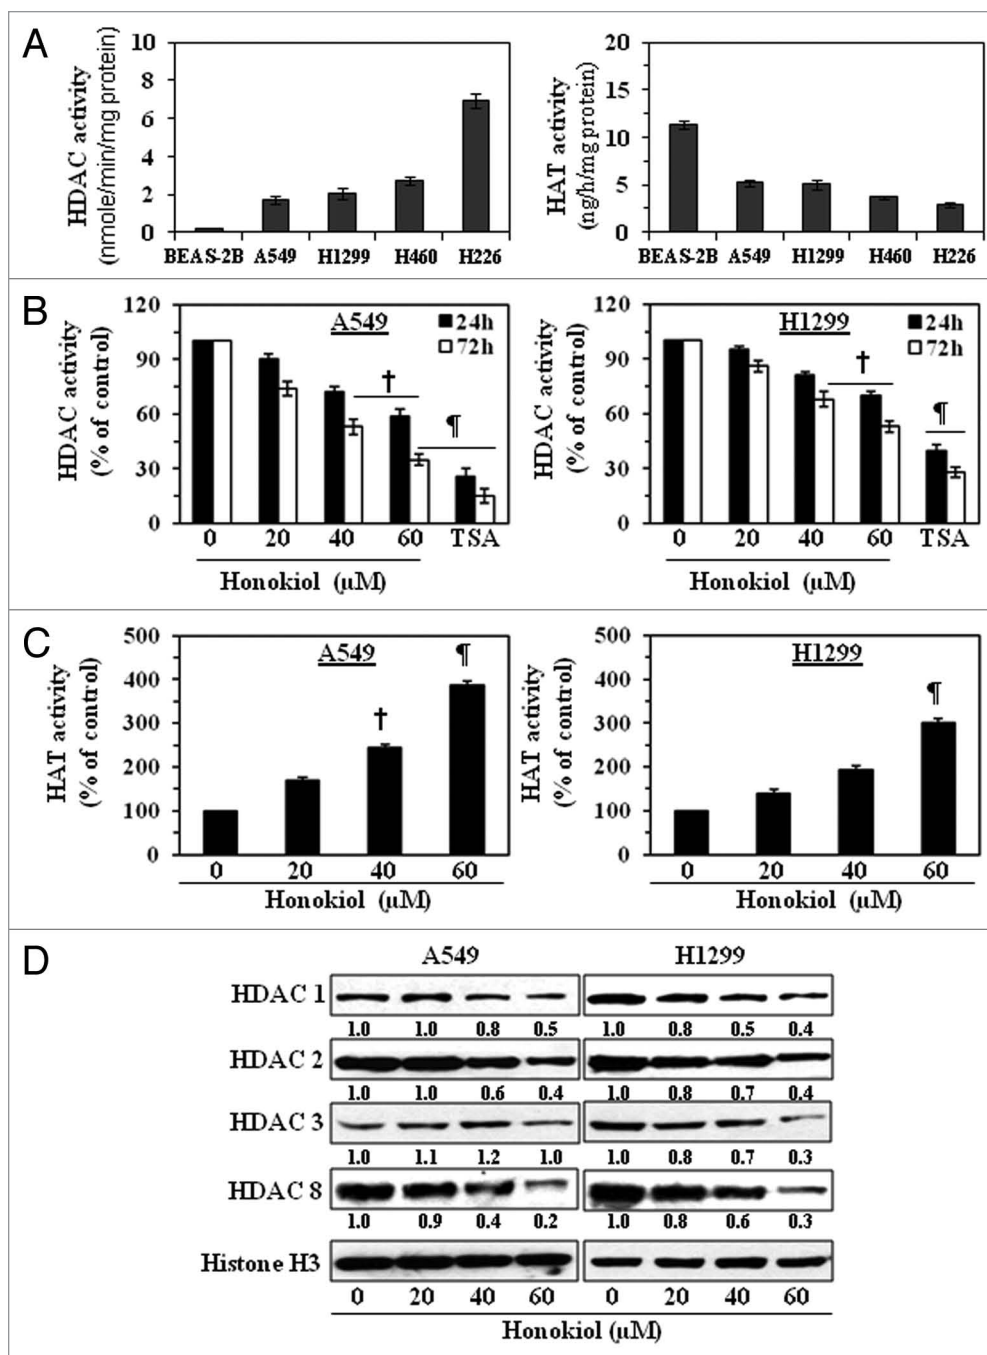 A
HDAC activity
(nmole/min/mg protein)
10
8
6
4
2
0
BEAS-2B A549 H1299 H460 H226
HAT activity
(ng/h/mg protein)
20
15
10
5
0
BEAS-2B A549 H1299 H460 H226
B
HDAC activity
(% of control)
120
90
60
30
0
A549
24h
72h
†
¶
0 20 40 60 TSA
Honokiol (μM)
HDAC activity
(% of control)
120
90
60
30
0
H1299
24h
72h
†
¶
0 20 40 60 TSA
Honokiol (μM)
C
HAT activity
(% of control)
500
400
300
200
100
0
A549
†
¶
0 20 40 60
Honokiol (μM)
HAT activity
(% of control)
500
400
300
200
100
0
H1299
¶
0 20 40 60
Honokiol (μM)
D
A549 H1299
HDAC 1
1.0 1.0 0.8 0.5 1.0 0.8 0.5 0.4
HDAC 2
1.0 1.0 0.6 0.4 1.0 0.8 0.7 0.4
HDAC 3
1.0 1.1 1.2 1.0 1.0 0.8 0.7 0.3
HDAC 8
1.0 0.9 0.4 0.2 1.0 0.8 0.6 0.3
Histone H3
0 20 40 60 0 20 40 60
Honokiol (μM)